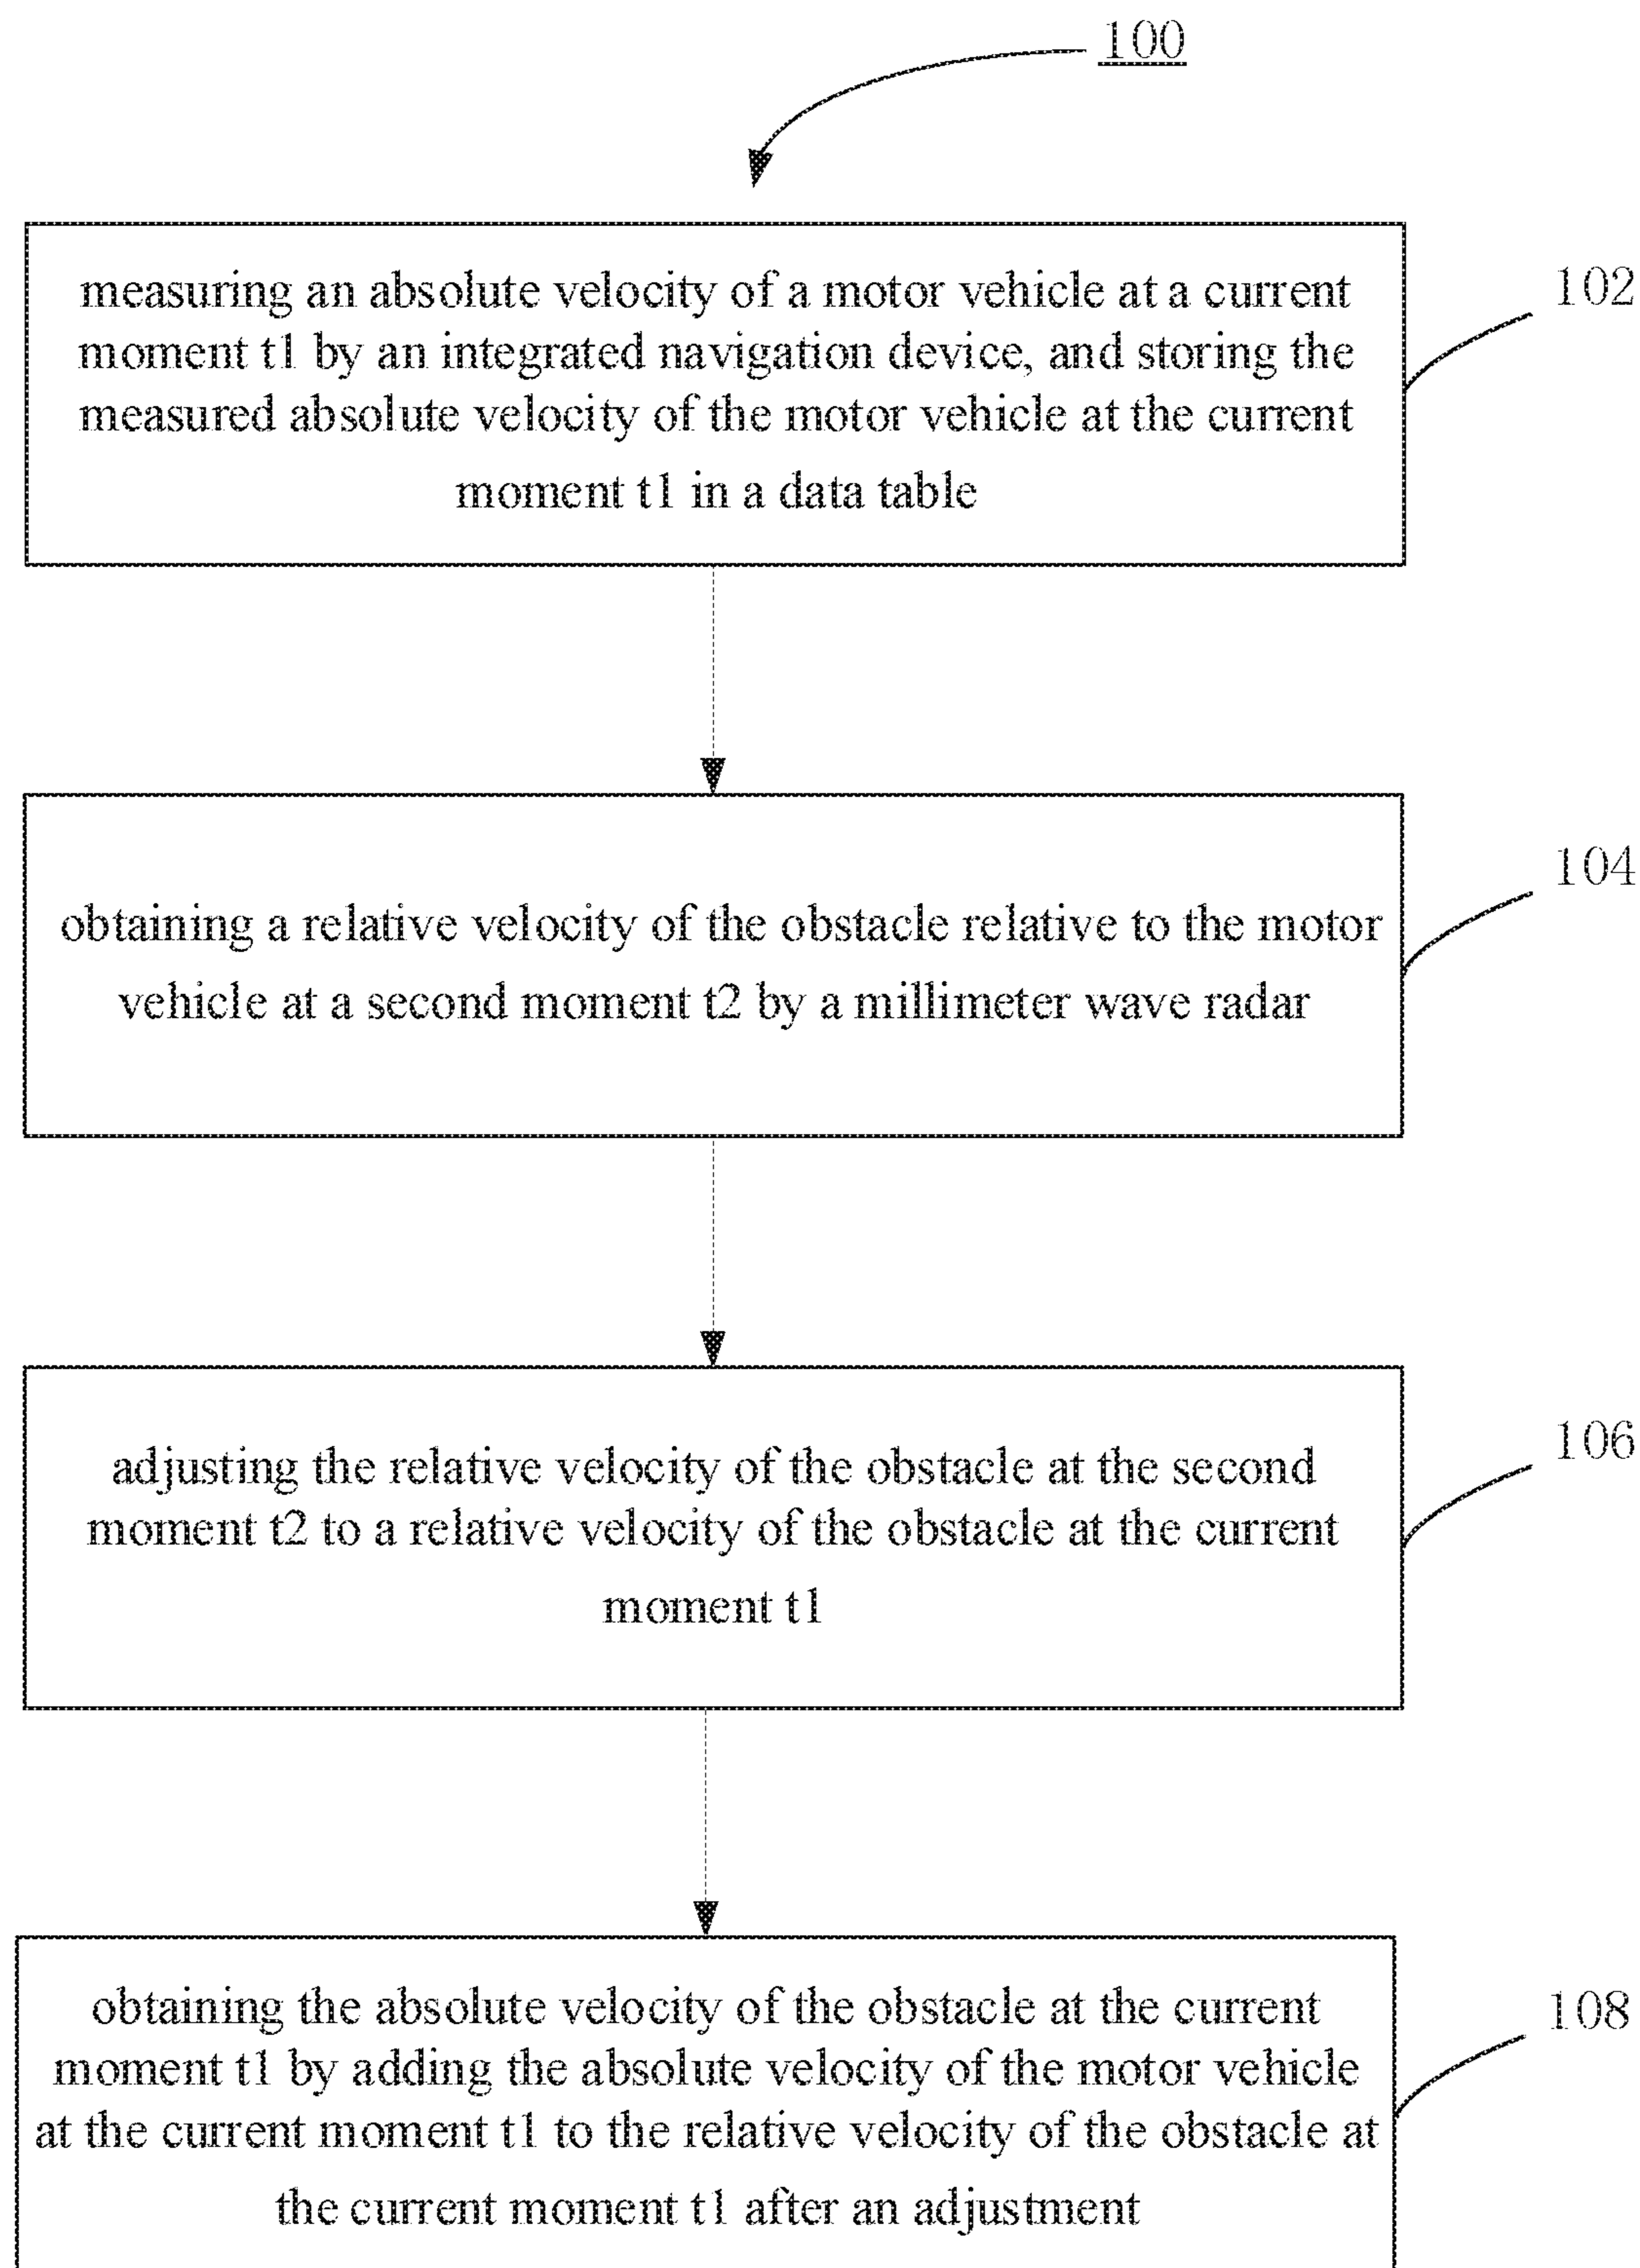 100
measuring an absolute velocity of a motor vehicle at a current
moment t1 by an integrated navigation device, and storing the
measured absolute velocity of the motor vehicle at the current
moment t1 in a data table
102
obtaining a relative velocity of the obstacle relative to the motor
vehicle at a second moment t2 by a millimeter wave radar
104
adjusting the relative velocity of the obstacle at the second
moment t2 to a relative velocity of the obstacle at the current
moment t1
106
obtaining the absolute velocity of the obstacle at the current
moment t1 by adding the absolute velocity of the motor vehicle
at the current moment t1 to the relative velocity of the obstacle at
the current moment t1 after an adjustment
108